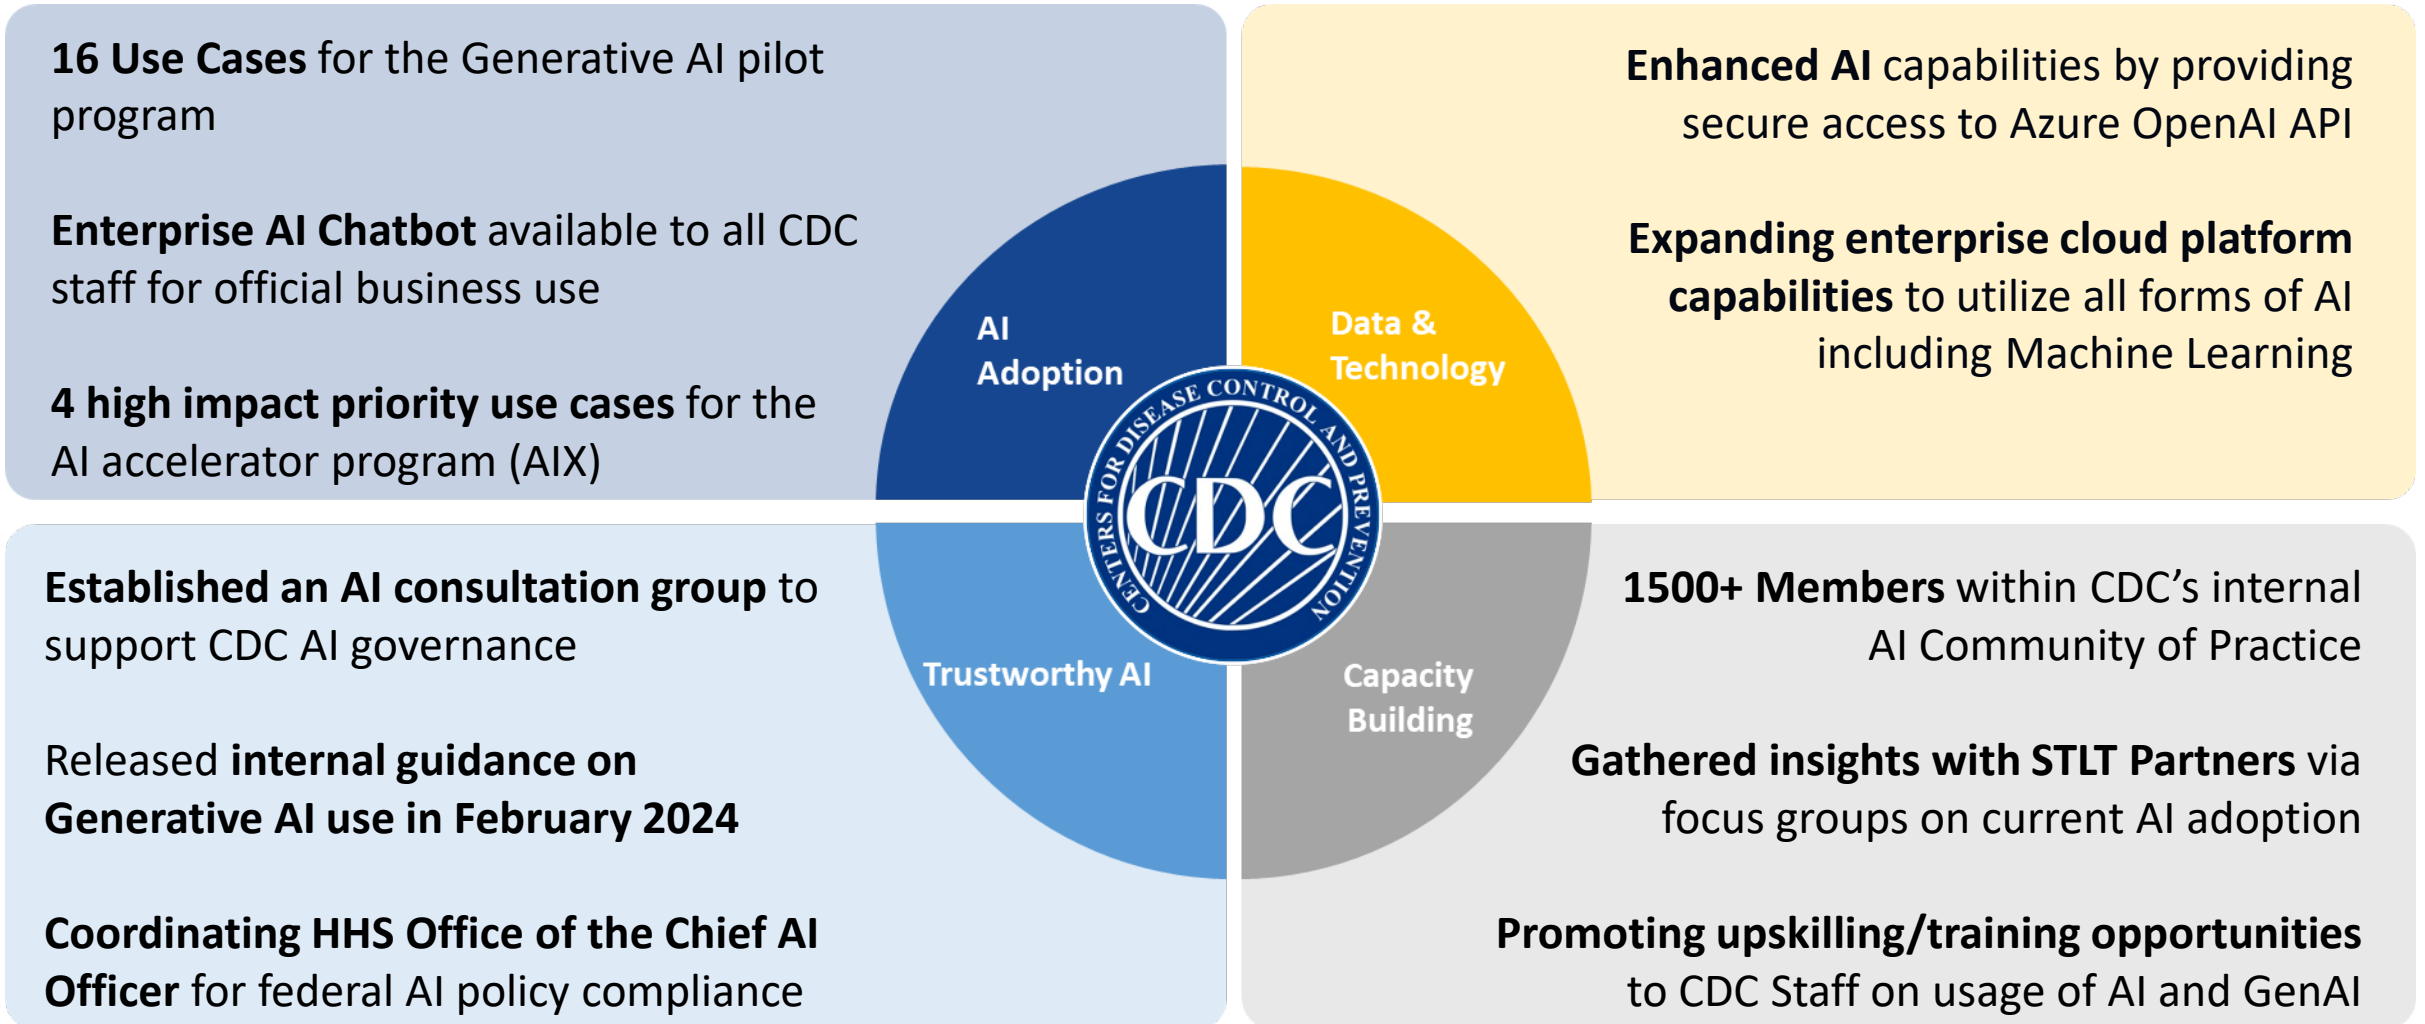 16 Use Cases for the Generative AI pilot
program
Enterprise AI Chatbot available to all CDC
staff for official business use
4 high impact priority use cases for the
AI accelerator program (AIX)
Enhanced AI capabilities by providing
secure access to Azure OpenAI API
Expanding enterprise cloud platform
capabilities to utilize all forms of AI
including Machine Learning
AI
Adoption
Data &
Technology
CENTERS FOR DISEASE CONTROL AND PREVENTION
CDC
Trustworthy AI
Capacity
Building
Established an AI consultation group to
support CDC AI governance
Released internal guidance on
Generative AI use in February 2024
Coordinating HHS Office of the Chief AI
Officer for federal AI policy compliance
1500+ Members within CDC’s internal
AI Community of Practice
Gathered insights with STLT Partners via
focus groups on current AI adoption
Promoting upskilling/training opportunities
to CDC Staff on usage of AI and GenAI